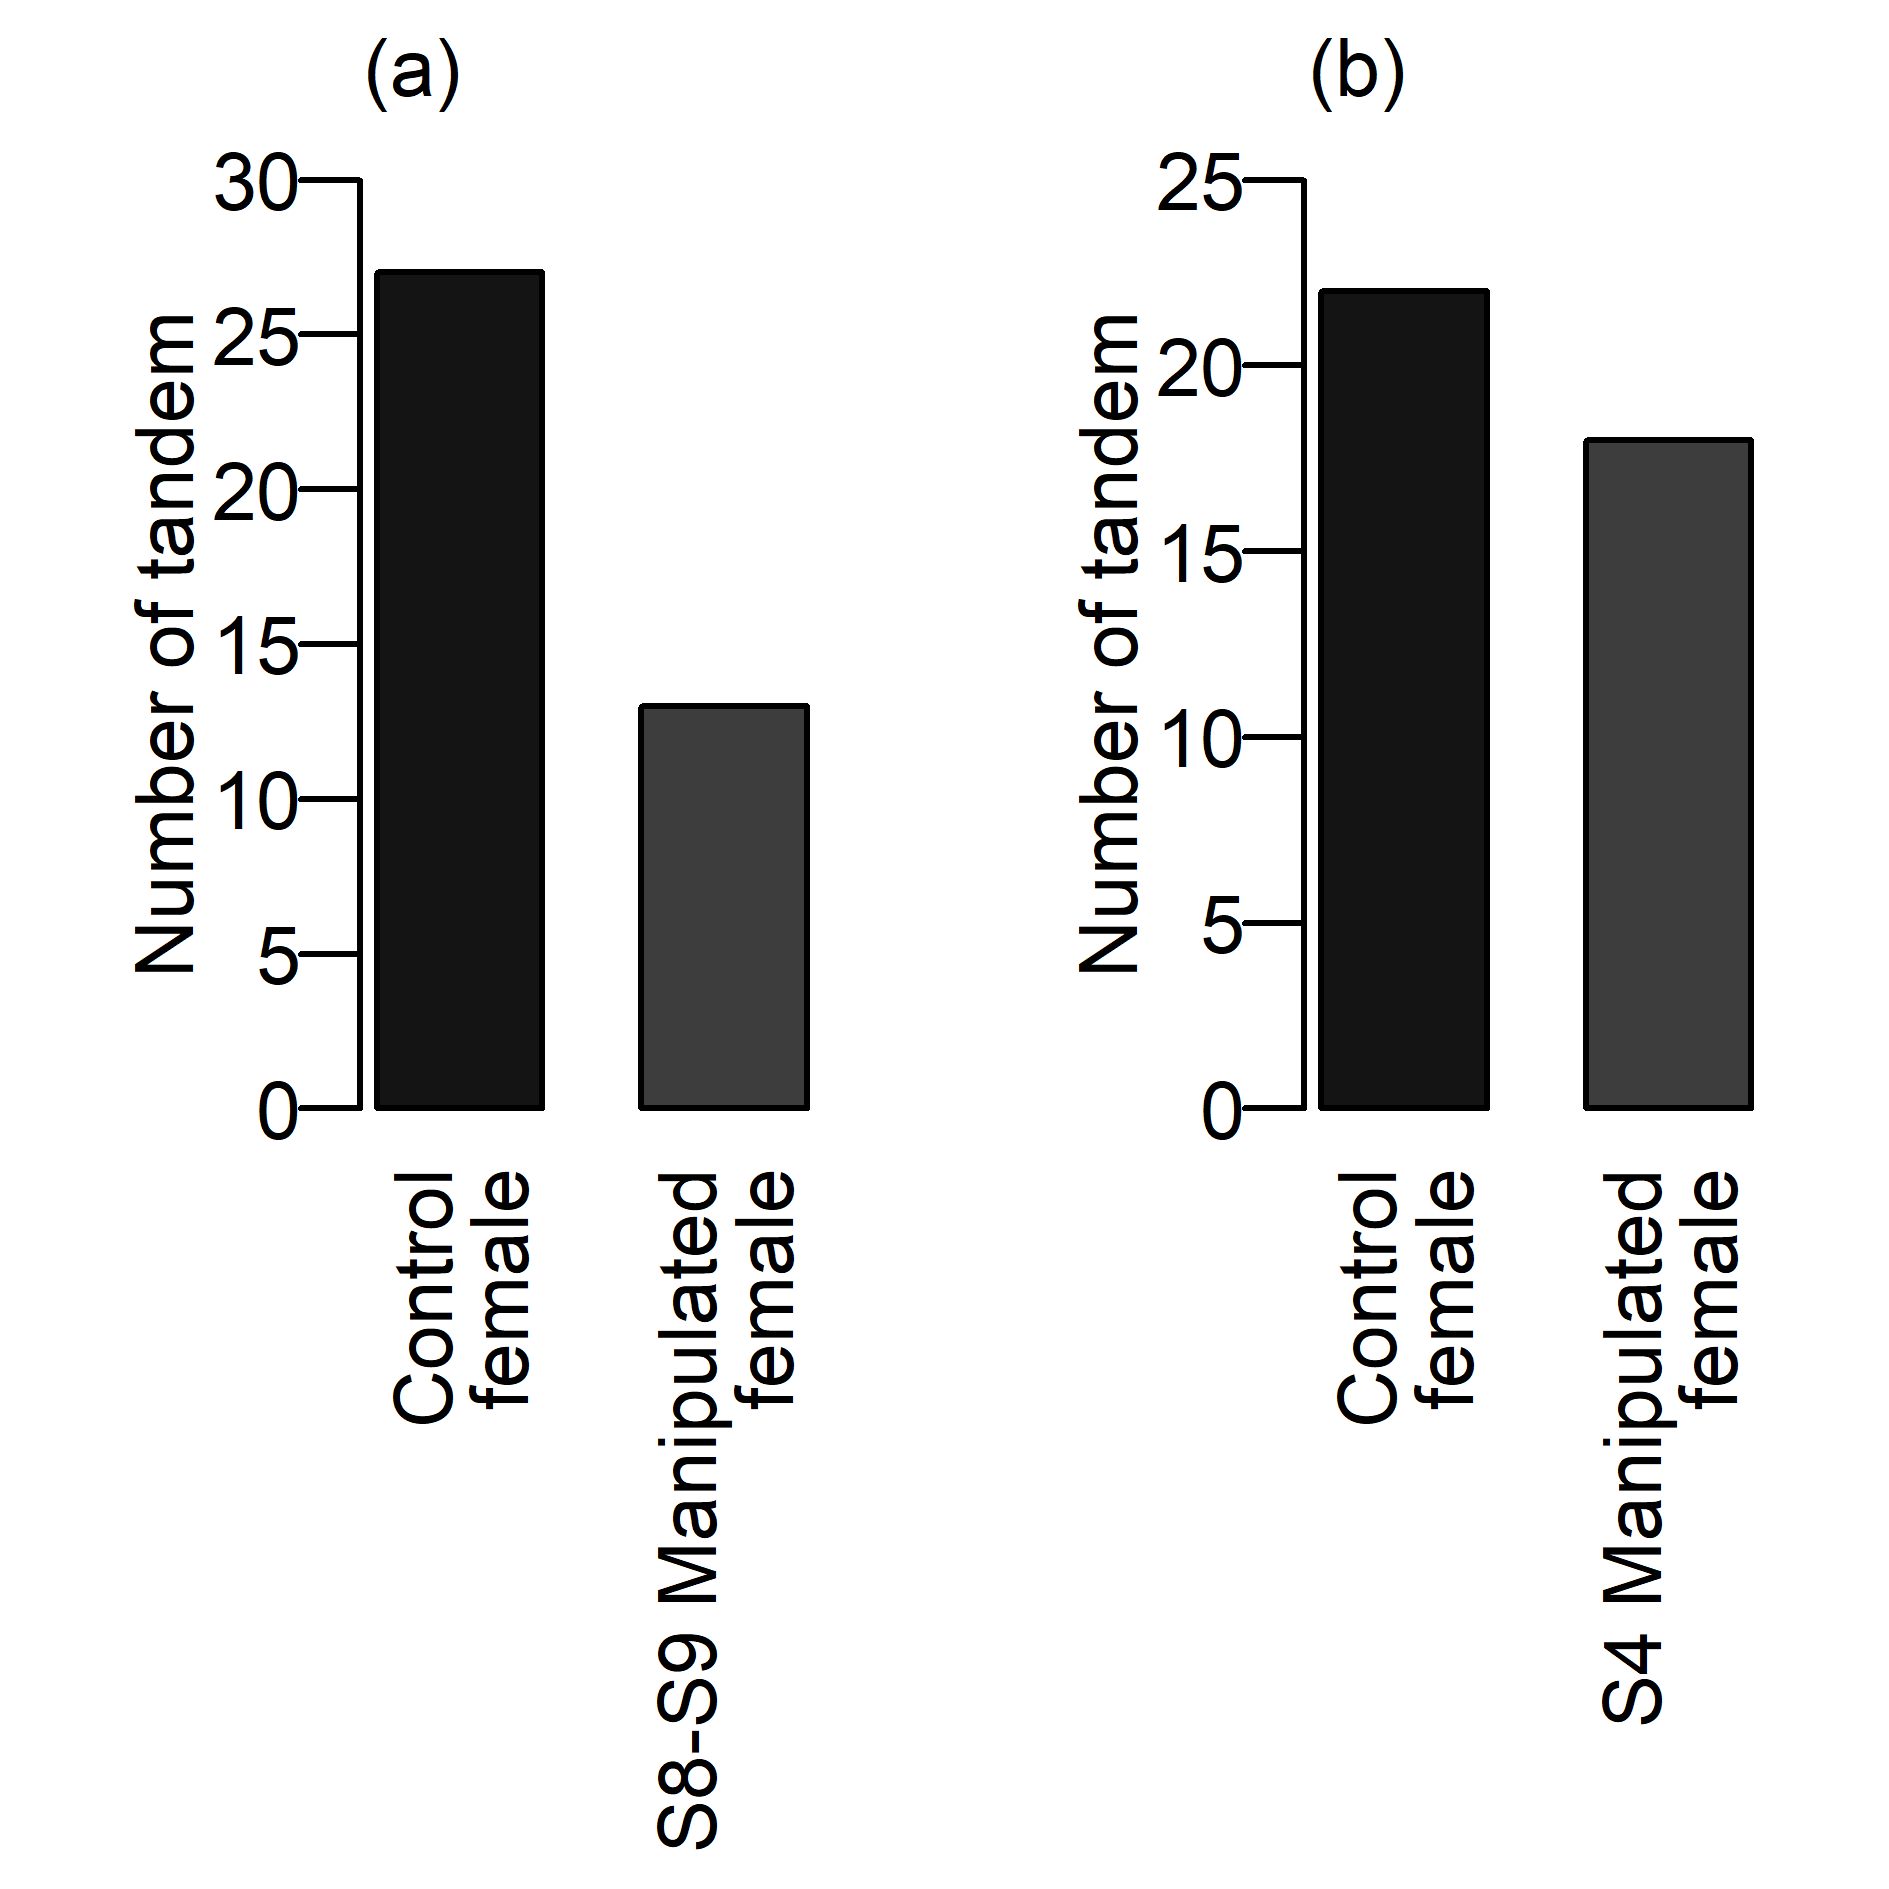 (a)
Number of tandem
30
25
20
15
10
5
0
Control
female
S8-S9 Manipulated
female
(b)
Number of tandem
25
20
15
10
5
0
Control
female
S4 Manipulated
female